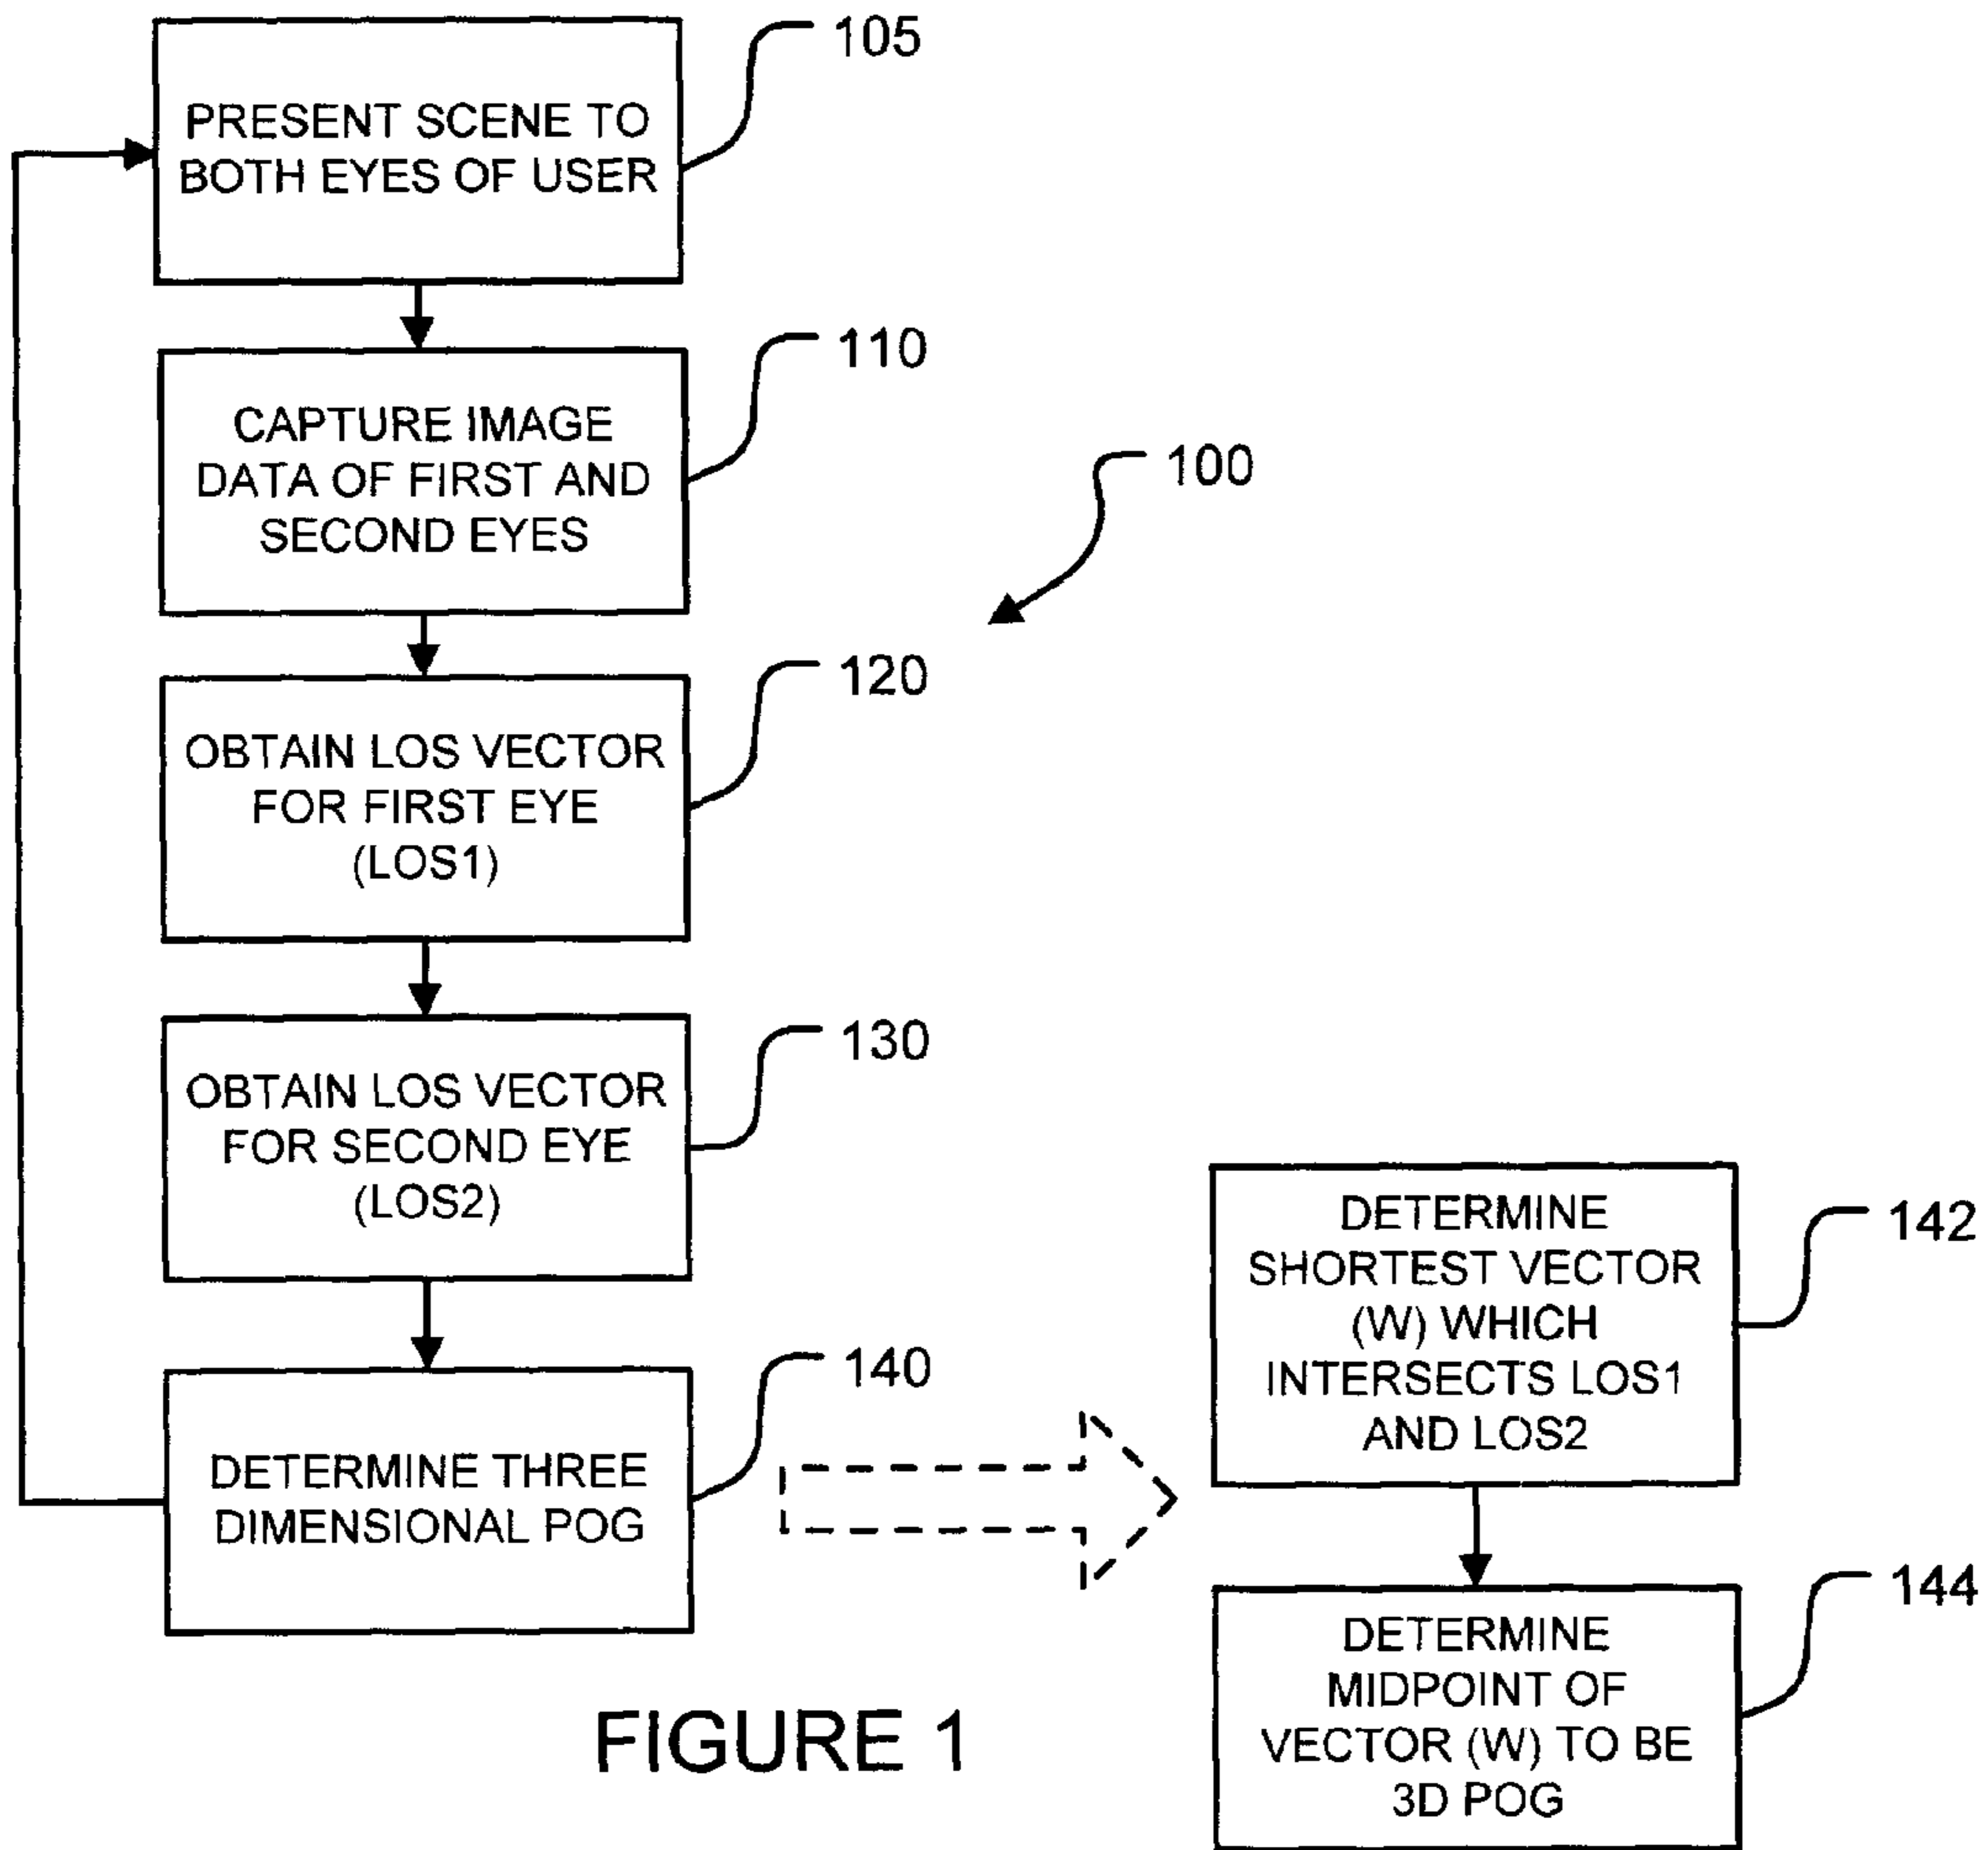 105
PRESENT SCENE TO
BOTH EYES OF USER
110
CAPTURE IMAGE
DATA OF FIRST AND
SECOND EYES
100
120
OBTAIN LOS VECTOR
FOR FIRST EYE
(LOS1)
130
OBTAIN LOS VECTOR
FOR SECOND EYE
(LOS2)
140
DETERMINE THREE
DIMENSIONAL POG
142
DETERMINE
SHORTEST VECTOR
(W) WHICH
INTERSECTS LOS1
AND LOS2
144
DETERMINE
MIDPOINT OF
VECTOR (W) TO BE
3D POG
FIGURE 1